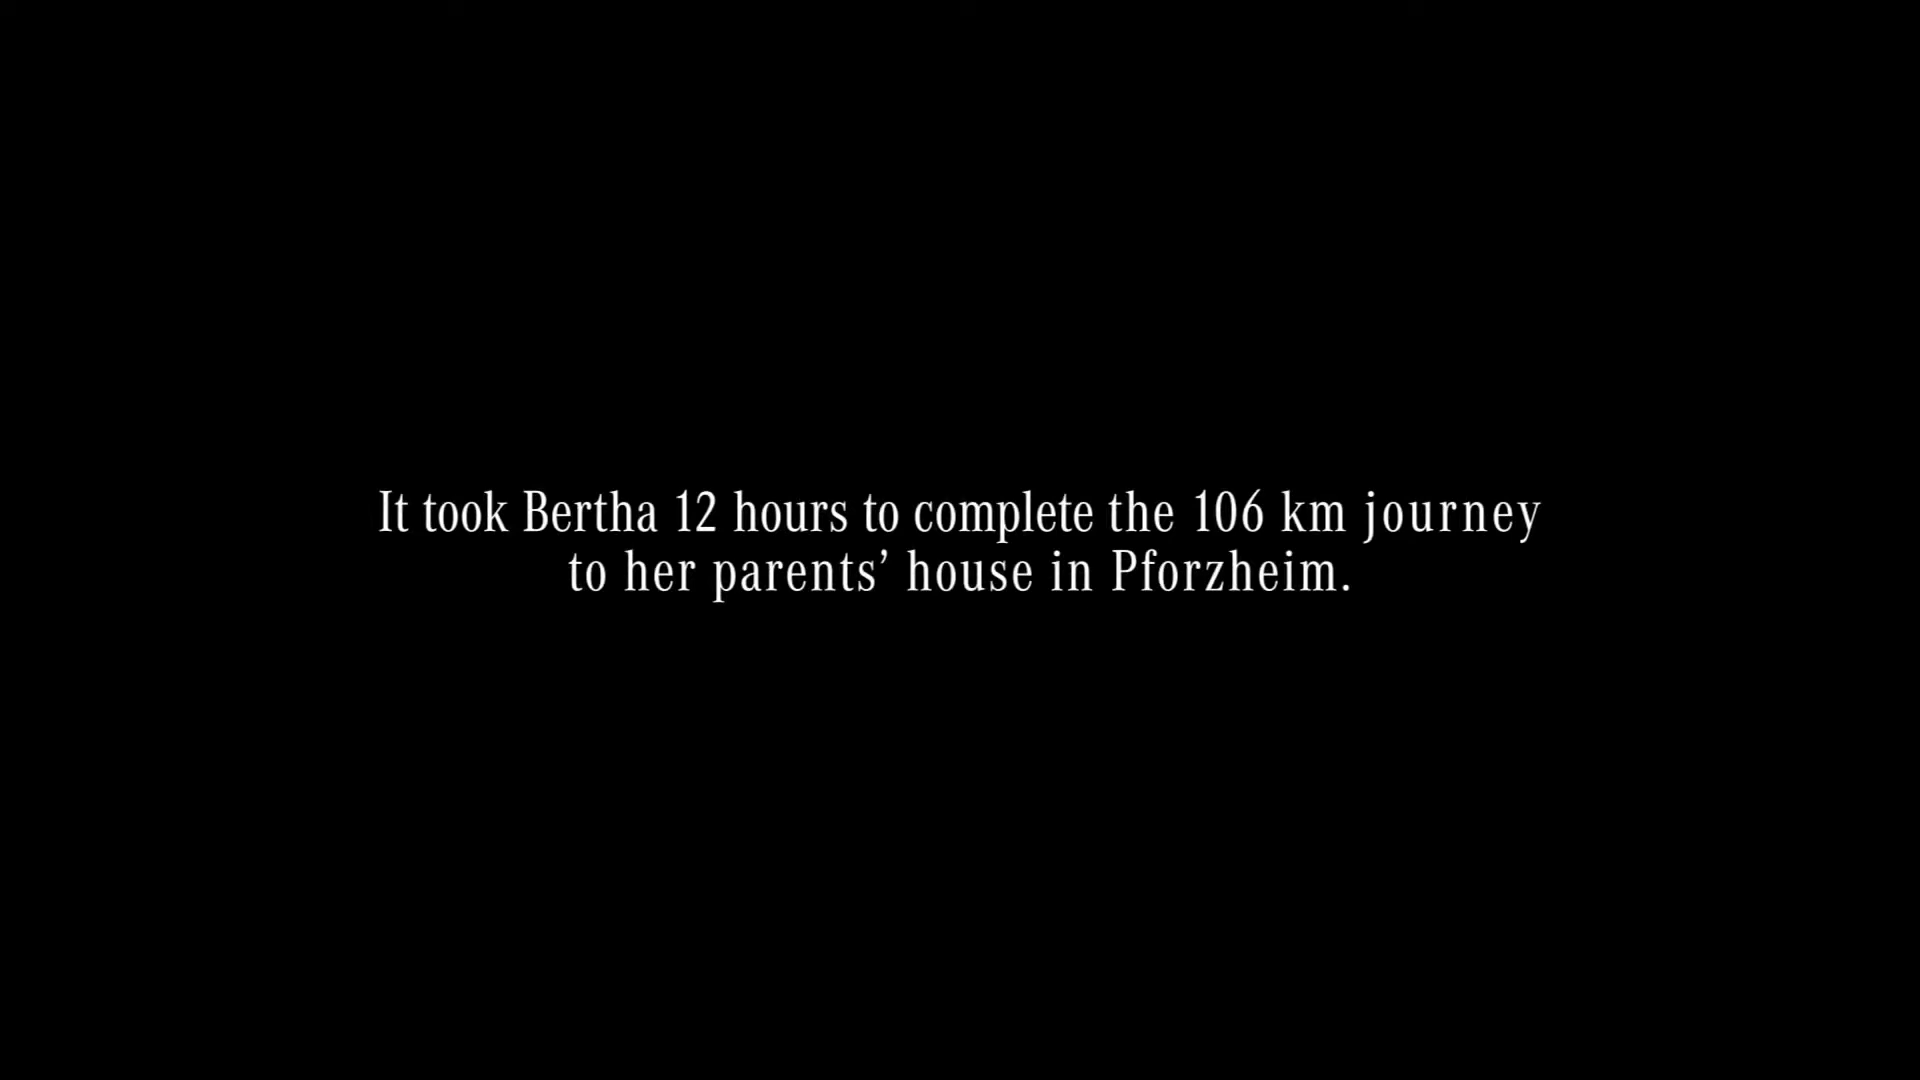 It took Bertha 12 hours to complete the 106 km journey
to her parents’ house in Pforzheim.